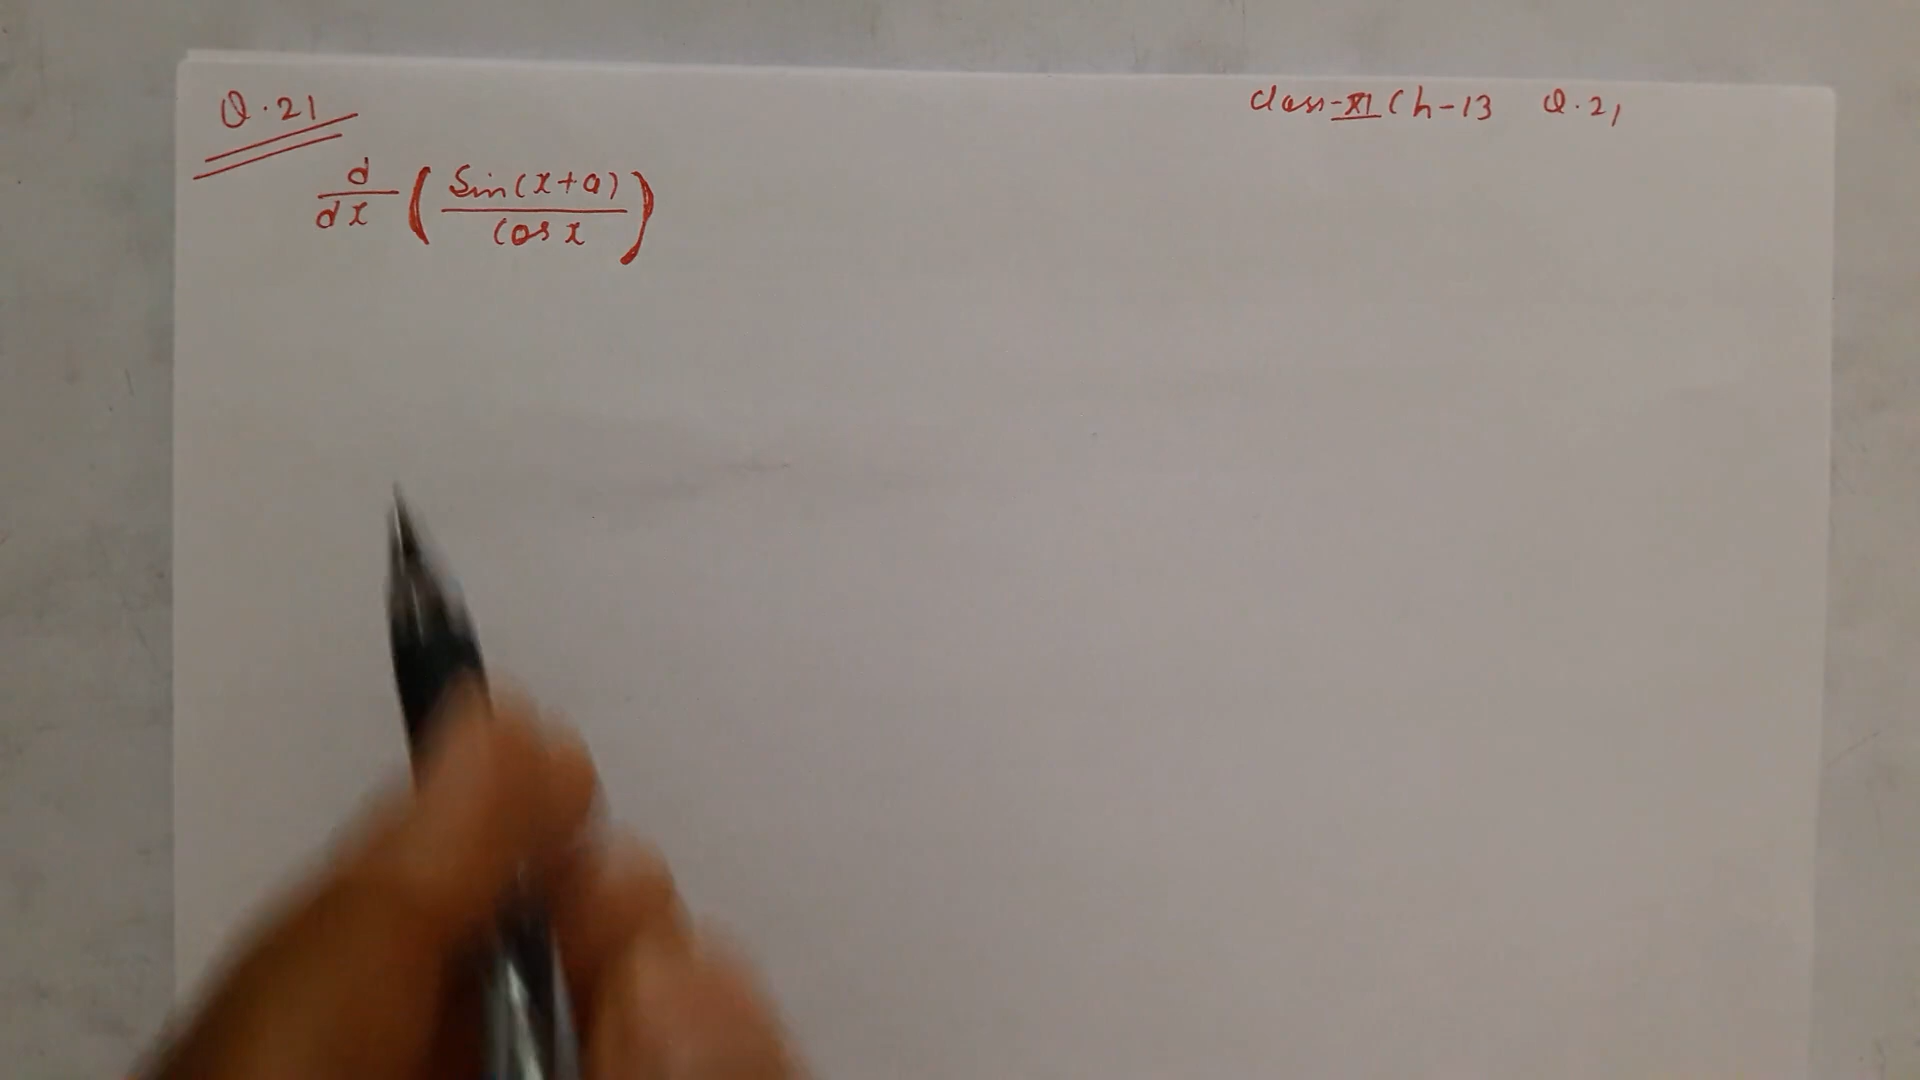 Q.21
Class-XI Ch-13 Q.21
d/dx (Sin(x+a)/Cos x)